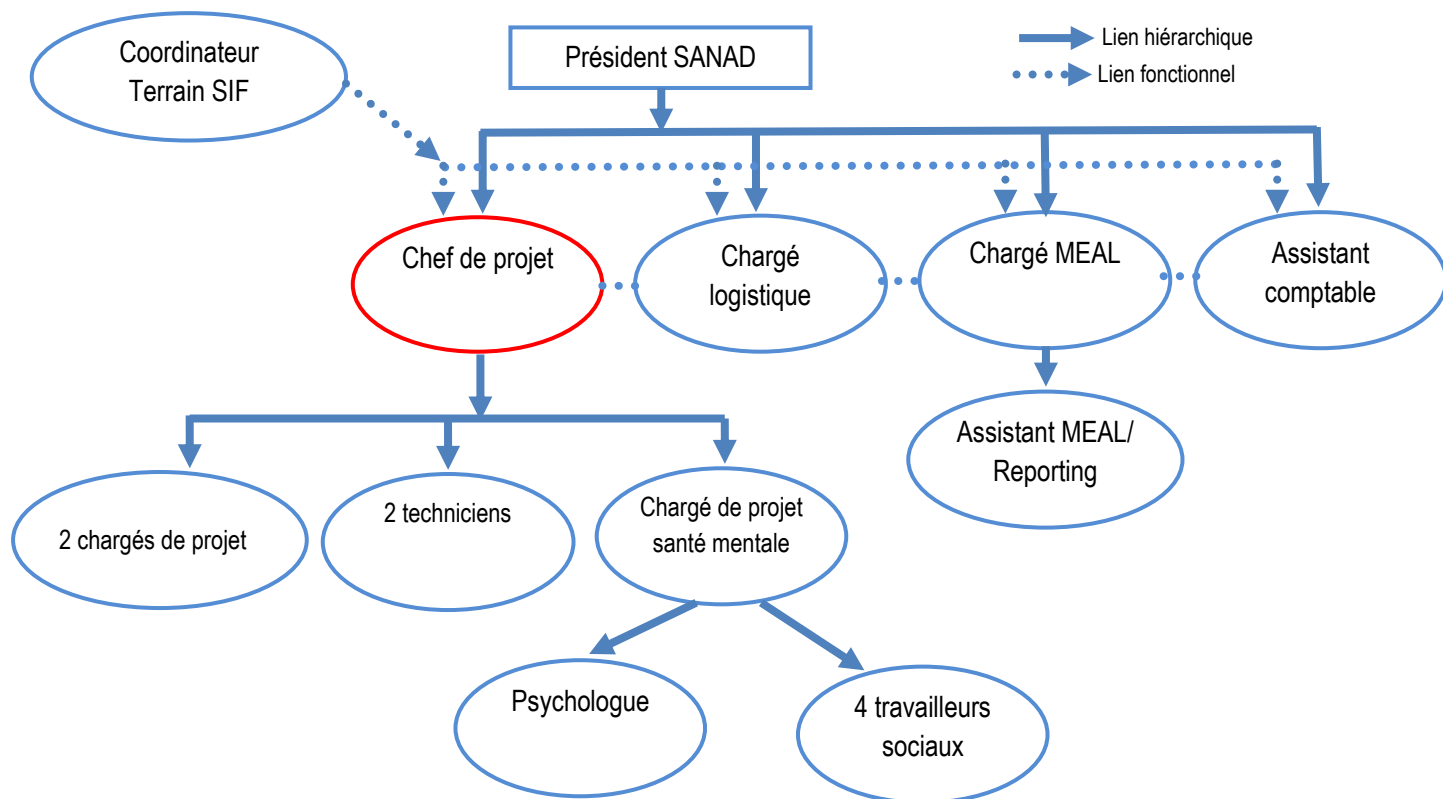 Coordinateur
Terrain SIF
Président SANAD
Lien hiérarchique
Lien fonctionnel
Chef de projet
Chargé
logistique
Chargé MEAL
Assistant
comptable
Assistant MEAL/
Reporting
2 chargés de projet
2 techniciens
Chargé de projet
santé mentale
Psychologue
4 travailleurs
sociaux